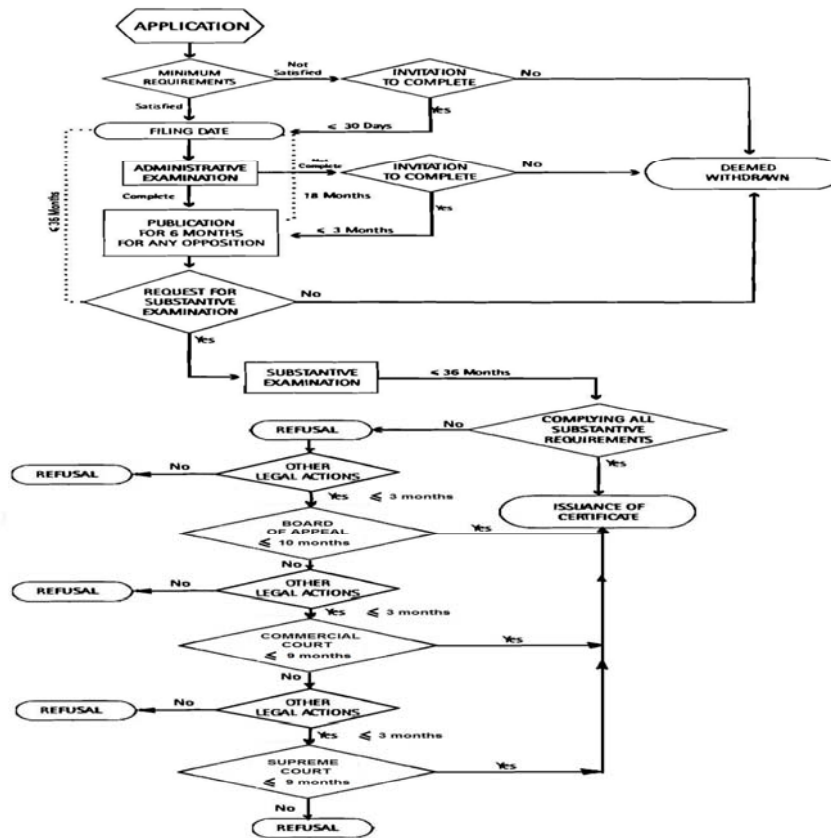 APPLICATION
MINIMUM
REQUIREMENTS
Not
Satisfied
INVITATION
TO COMPLETE
No
Satisfied
Yes
FILING DATE
⩽ 30 Days
ADMINISTRATIVE
EXAMINATION
Complete
INVITATION
TO COMPLETE
No
DEEMED
WITHDRAWN
Complete
18 Months
Yes
⩽ 36 Months
PUBLICATION
FOR 6 MONTHS
FOR ANY OPPOSITION
⩽ 3 Months
REQUEST FOR
SUBSTANTIVE
EXAMINATION
No
Yes
SUBSTANTIVE
EXAMINATION
⩽ 36 Months
COMPLYING ALL
SUBSTANTIVE
REQUIREMENTS
No
REFUSAL
Yes
OTHER
LEGAL ACTIONS
No
REFUSAL
Yes ⩽ 3 months
ISSUANCE OF
CERTIFICATE
BOARD
OF APPEAL
⩽ 10 months
Yes
No
OTHER
LEGAL ACTIONS
No
REFUSAL
Yes ⩽ 3 months
COMMERCIAL
COURT
⩽ 9 months
Yes
No
OTHER
LEGAL ACTIONS
No
REFUSAL
Yes ⩽ 3 months
SUPREME
COURT
⩽ 9 months
Yes
No
REFUSAL